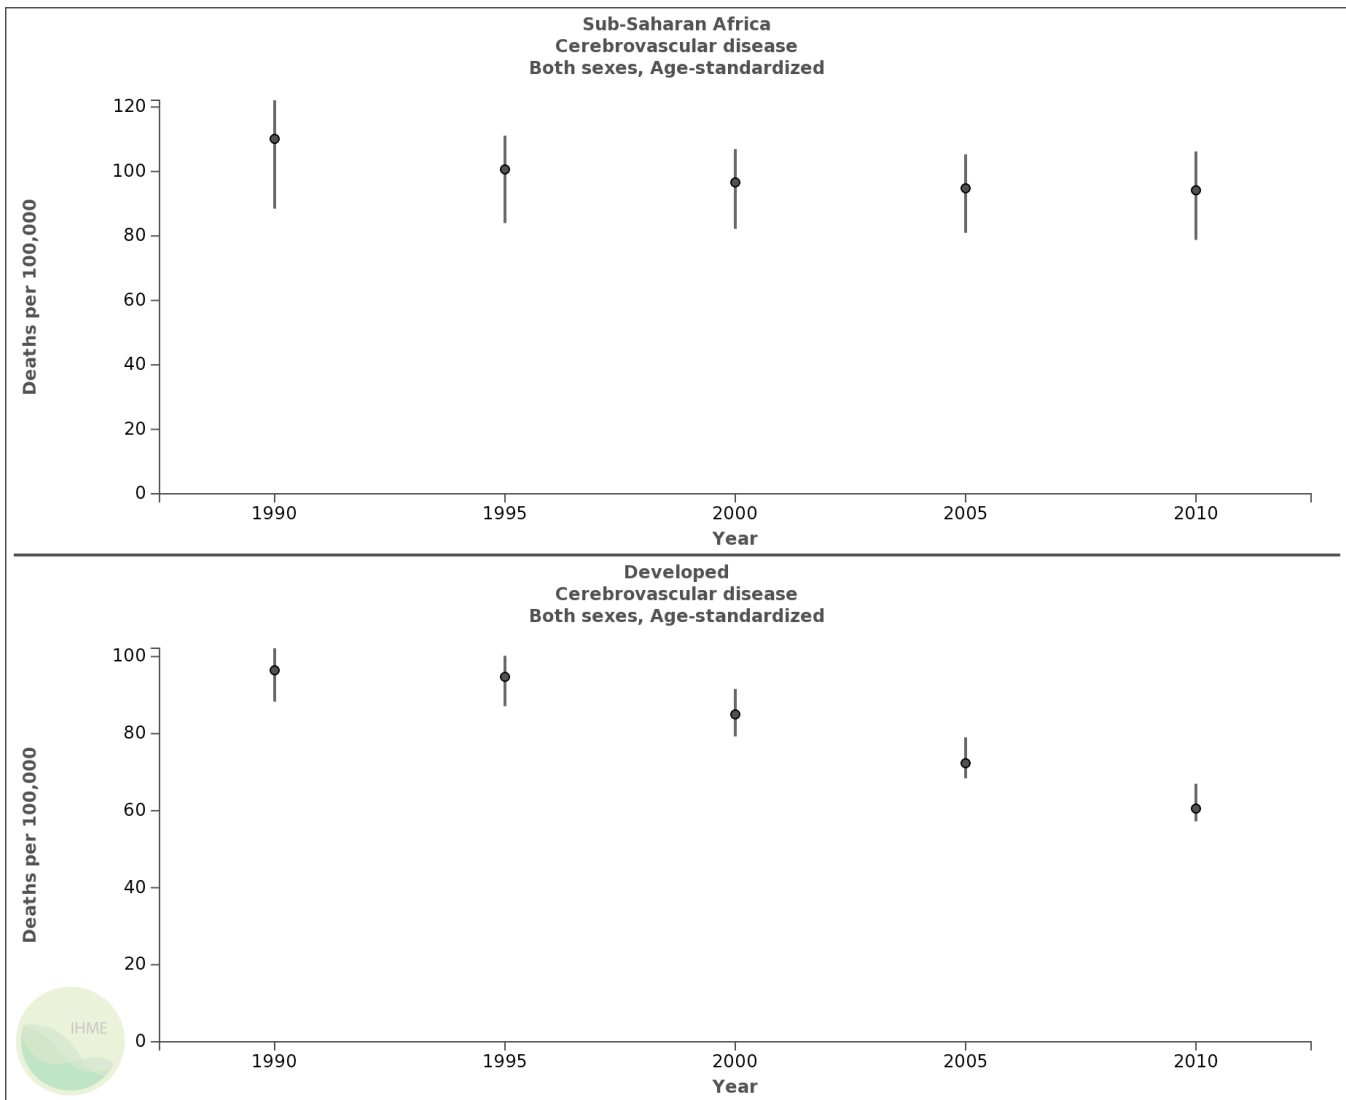 Sub-Saharan Africa
Cerebrovascular disease
Both sexes, Age-standardized
Deaths per 100,000
120
100
80
60
40
20
0
1990 1995 2000 2005 2010
Year
Developed
Cerebrovascular disease
Both sexes, Age-standardized
Deaths per 100,000
100
80
60
40
20
0
1990 1995 2000 2005 2010
Year
IHME